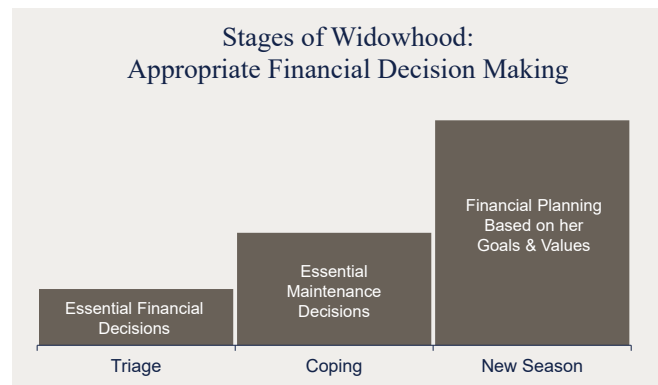 Stages of Widowhood:
Appropriate Financial Decision Making
Financial Planning
Based on her
Goals & Values
Essential
Maintenance
Decisions
Essential Financial
Decisions
Triage
Coping
New Season